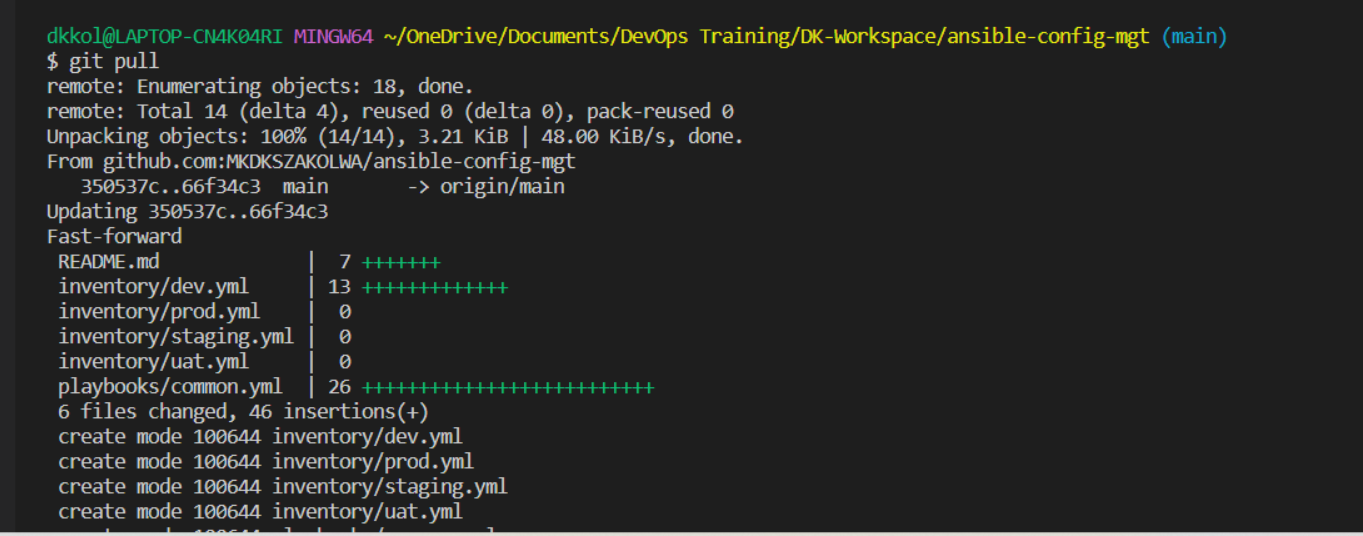 dkkol@LAPTOP-CN4K04RI MINGW64 ~/OneDrive/Documents/DevOps Training/DK-Workspace/ansible-config-mgt (main)
$ git pull
remote: Enumerating objects: 18, done.
remote: Total 14 (delta 4), reused 0 (delta 0), pack-reused 0
Unpacking objects: 100% (14/14), 3.21 KiB | 48.00 KiB/s, done.
From github.com:MKDKSZAKOLWA/ansible-config-mgt
   350537c..66f34c3  main       -> origin/main
Updating 350537c..66f34c3
Fast-forward
 README.md             |  7 +++++++
 inventory/dev.yml     | 13 +++++++++++++
 inventory/prod.yml    |  0
 inventory/staging.yml |  0
 inventory/uat.yml     |  0
 playbooks/common.yml  | 26 ++++++++++++++++++++++++++
 6 files changed, 46 insertions(+)
 create mode 100644 inventory/dev.yml
 create mode 100644 inventory/prod.yml
 create mode 100644 inventory/staging.yml
 create mode 100644 inventory/uat.yml